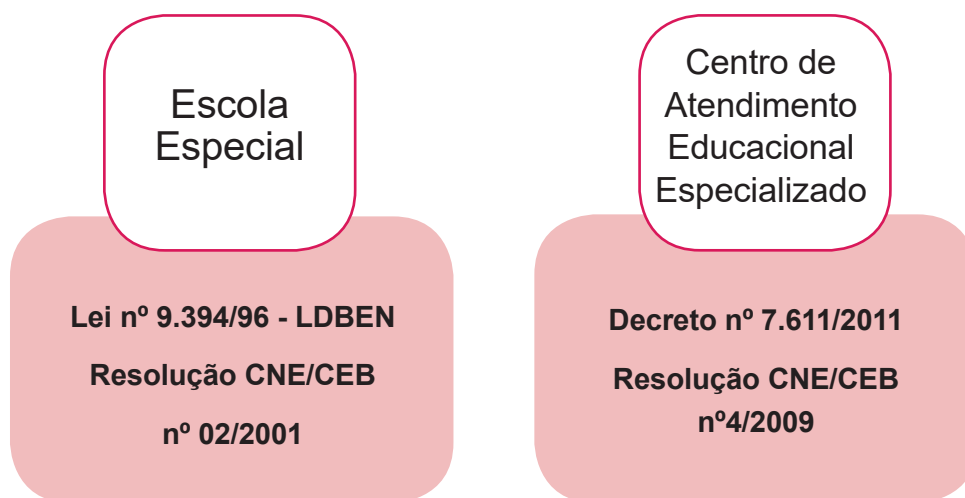 Escola
Especial
Lei nº 9.394/96 - LDBEN
Resolução CNE/CEB
nº 02/2001
Centro de
Atendimento
Educacional
Especializado
Decreto nº 7.611/2011
Resolução CNE/CEB
nº4/2009